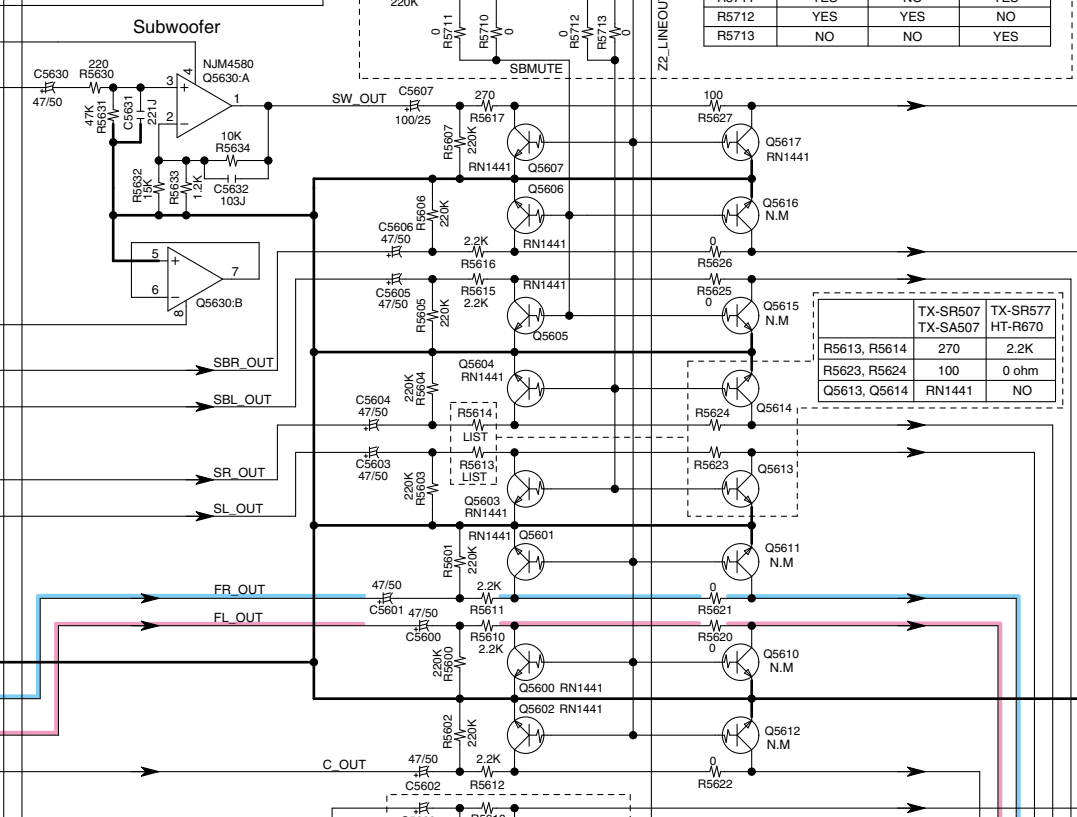 220K
R5711
0
R5710
0
R5712
0
R5713
0
SBMUTE
Z2_LINEOUT
R5711 YES NO YES
R5712 YES YES NO
R5713 NO NO YES
Subwoofer
C5630
47/50
220
R5630
47K
R5631
C5631
221J
NJM4580
Q5630:A
4
3
+
2
−
1
10K
R5634
C5632
103J
R5632
15K
R5633
1.2K
5
+
6
−
7
8
Q5630:B
SW_OUT
C5607
100/25
270
R5617
R5607
220K
RN1441
Q5607
100
R5627
Q5617
RN1441
Q5606
RN1441
R5606
220K
C5606
47/50
2.2K
R5616
Q5616
N.M
0
R5626
C5605
47/50
R5615
2.2K
RN1441
R5605
220K
Q5605
R5625
0
Q5615
N.M
TX-SR507
TX-SA507
TX-SR577
HT-R670
R5613, R5614 270 2.2K
R5623, R5624 100 0 ohm
Q5613, Q5614 RN1441 NO
SBR_OUT
SBL_OUT
Q5604
RN1441
220K
R5604
C5604
47/50
R5614
LIST
Q5614
R5624
C5603
47/50
R5613
LIST
R5623
Q5613
SR_OUT
SL_OUT
220K
R5603
Q5603
RN1441
RN1441
Q5601
R5601
220K
Q5611
N.M
FR_OUT
47/50
C5601
2.2K
R5611
0
R5621
FL_OUT
47/50
C5600
R5610
2.2K
R5620
0
220K
R5600
Q5600 RN1441
Q5610
N.M
Q5602 RN1441
R5602
220K
Q5612
N.M
C_OUT
47/50
C5602
2.2K
R5612
0
R5622